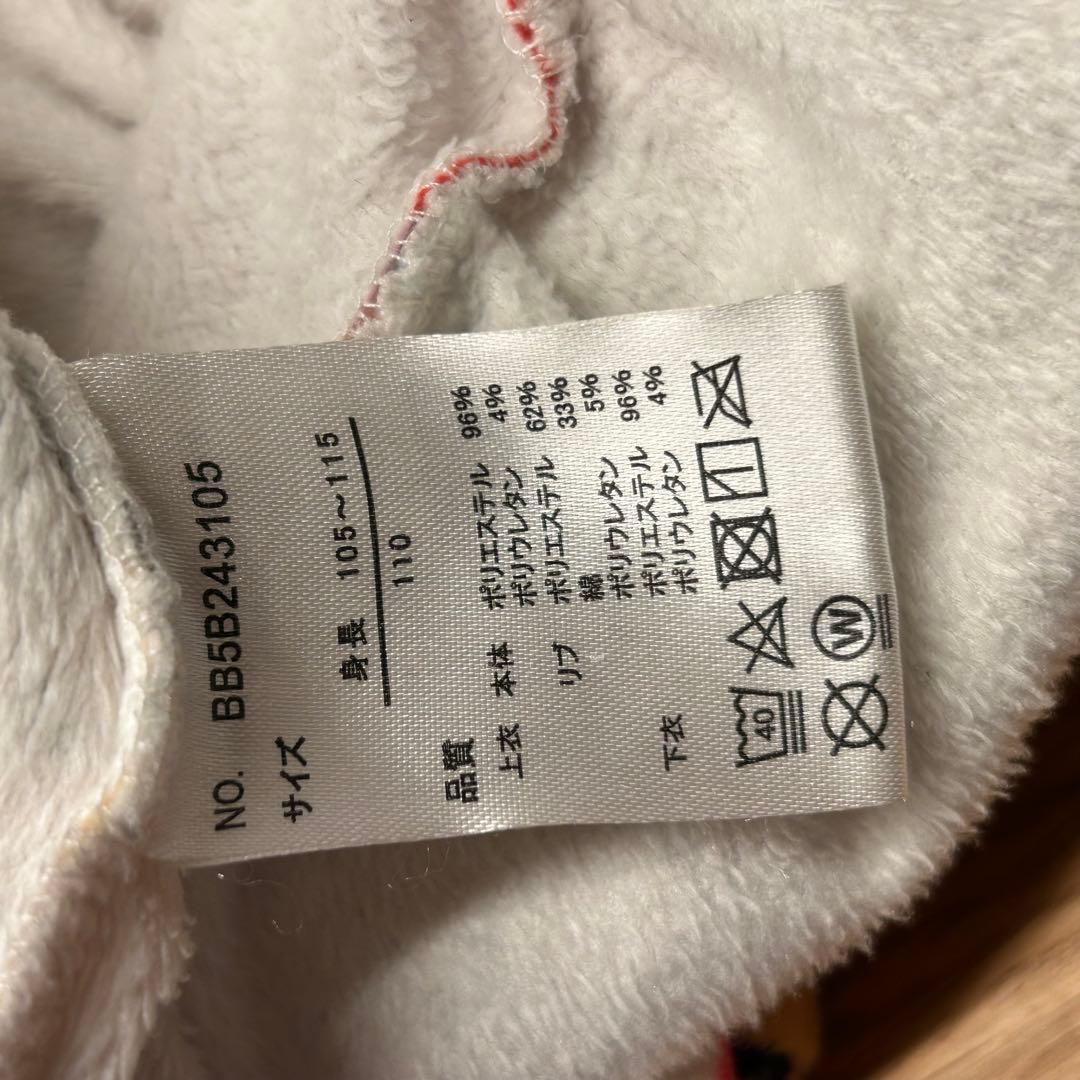 NO. BB5B243105
サイズ
身長 105~115
110
品質
上衣 本体 ポリエステル 96%
ポリウレタン 4%
リブ ポリエステル 62%
綿 33%
ポリウレタン 5%
下衣 ポリエステル 96%
ポリウレタン 4%
40
W